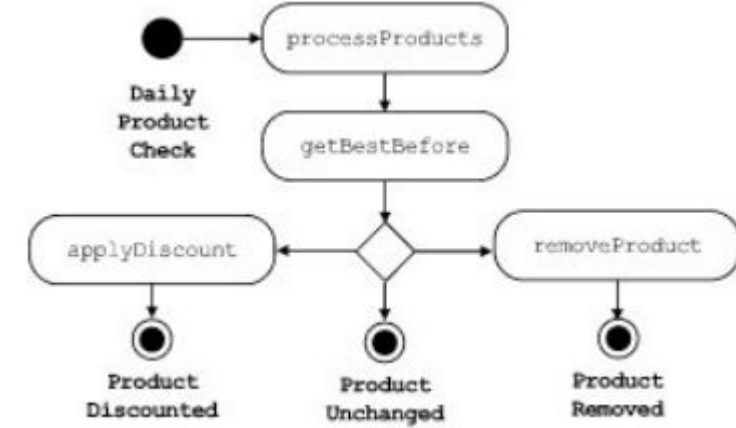 processProducts
Daily
Product
Check
getBestBefore
applyDiscount
removeProduct
Product
Discounted
Product
Unchanged
Product
Removed